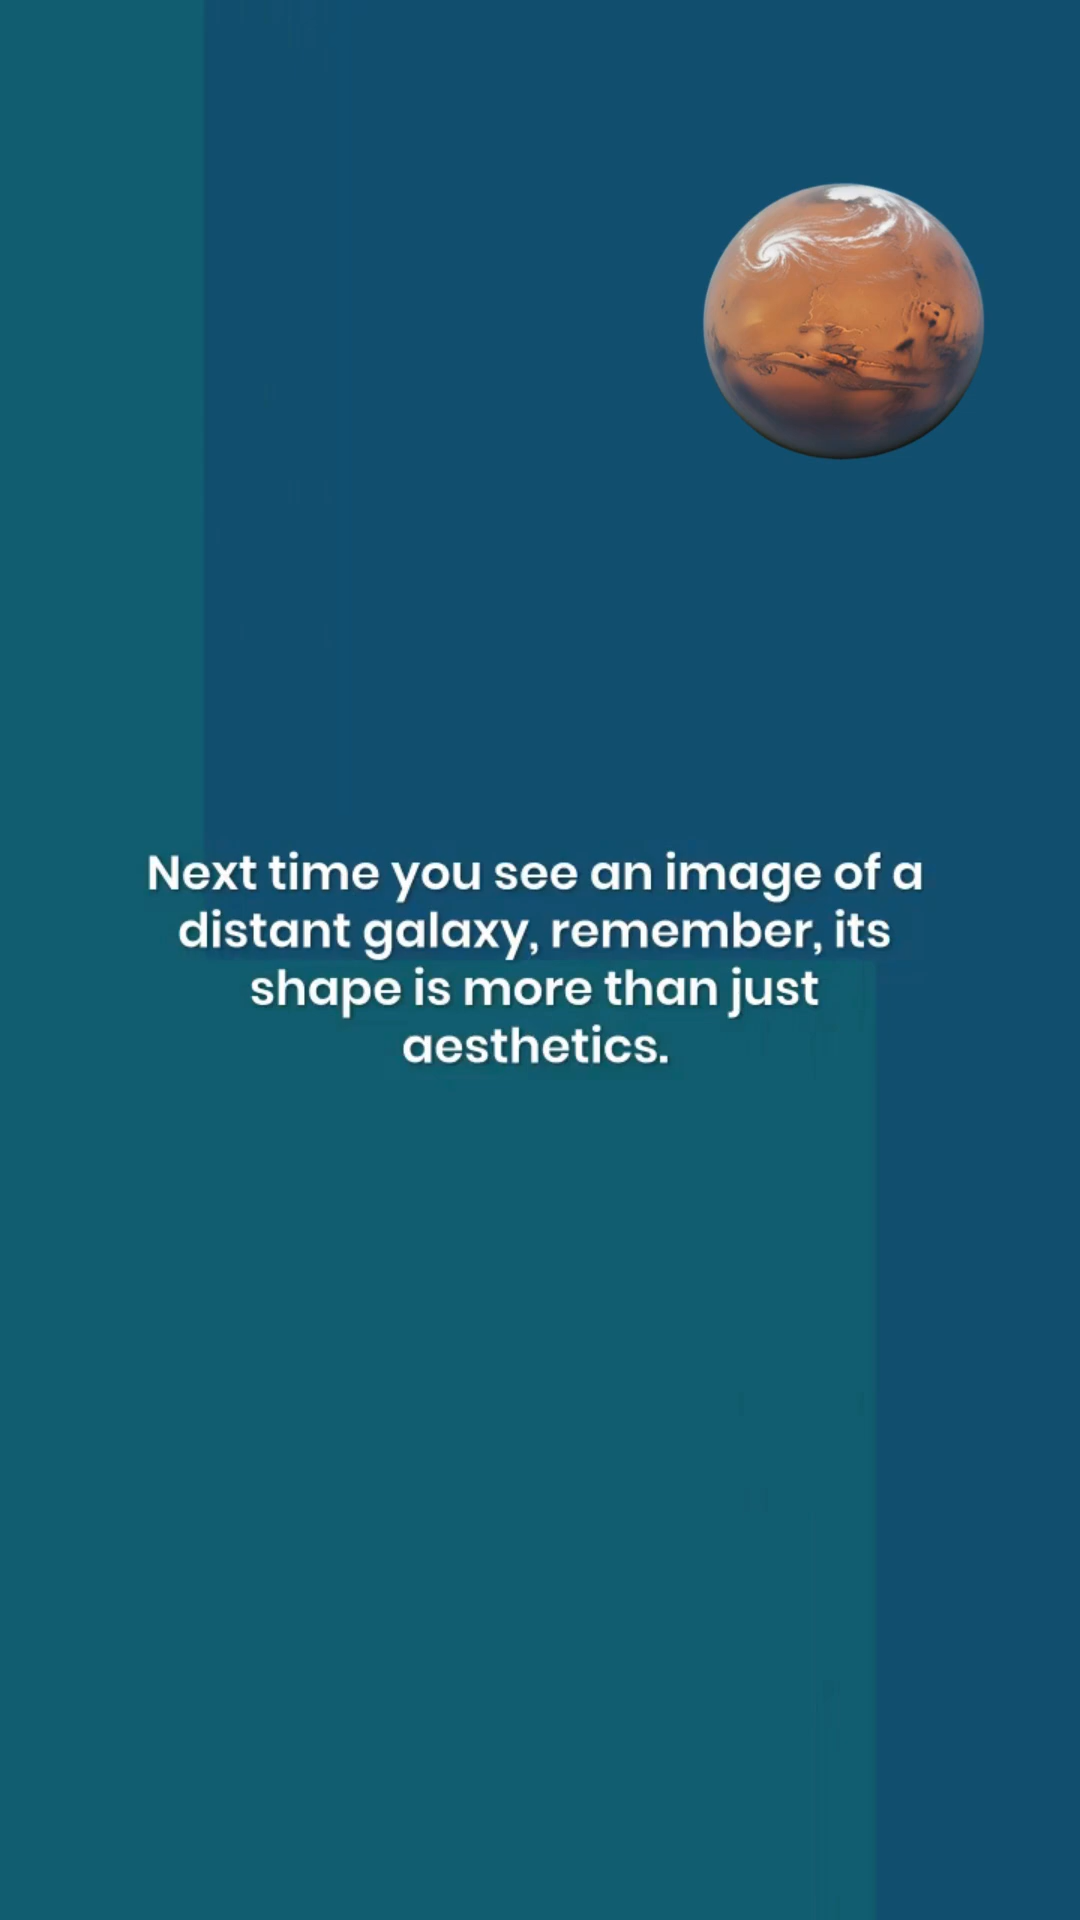 Next time you see an image of a
distant galaxy, remember, its
shape is more than just
aesthetics.